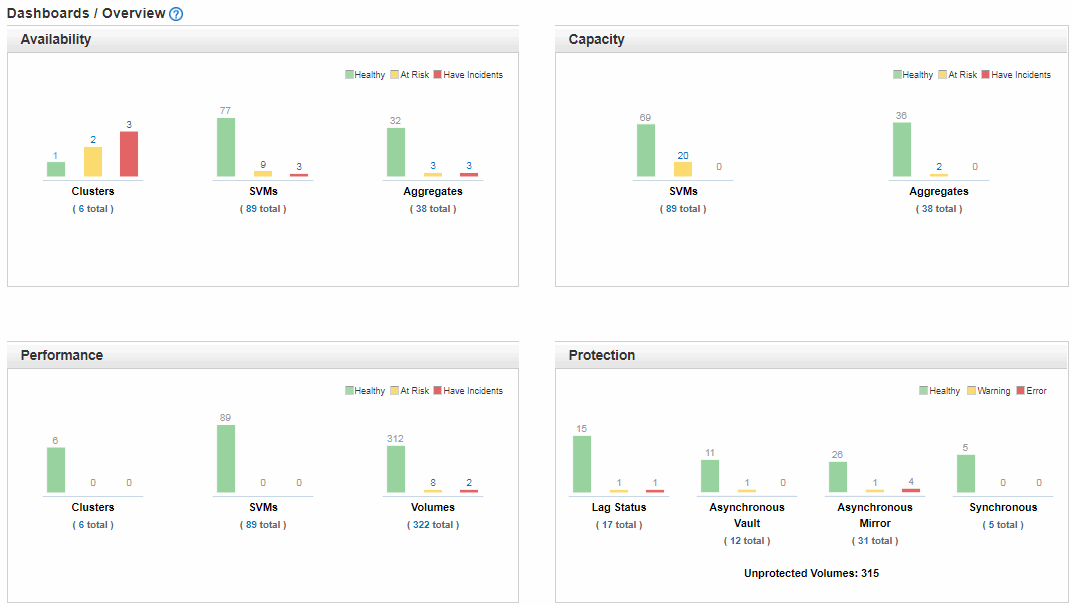 Dashboards / Overview ?
Availability
Healthy At Risk Have Incidents
1 2 3
Clusters
( 6 total )
77 9 3
SVMs
( 89 total )
32 3 3
Aggregates
( 38 total )
Capacity
Healthy At Risk Have Incidents
69 20 0
SVMs
( 89 total )
36 2 0
Aggregates
( 38 total )
Performance
Healthy At Risk Have Incidents
6 0 0
Clusters
( 6 total )
89 0 0
SVMs
( 89 total )
312 8 2
Volumes
( 322 total )
Protection
Healthy Warning Error
15 1 1
Lag Status
( 17 total )
11 1 0
Asynchronous
Vault
( 12 total )
26 1 4
Asynchronous
Mirror
( 31 total )
5 0 0
Synchronous
( 5 total )
Unprotected Volumes: 315